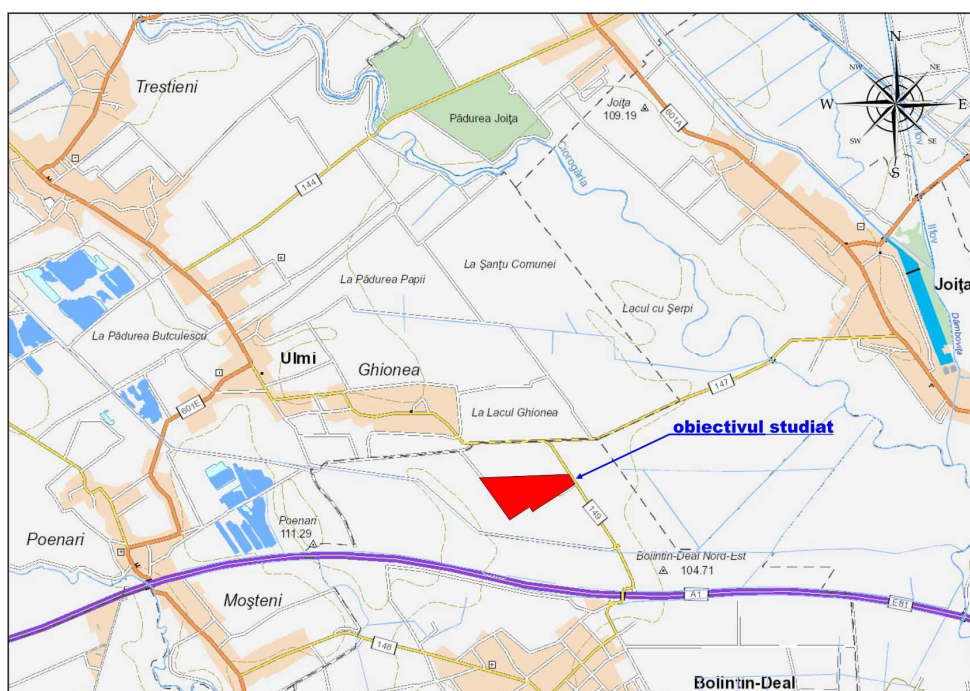 N
NW
NE
W
E
SW
SE
S
Trestieni
Pădurea Joiţa
Joiţa
109.19
601A
Ciorogârla
Ilfov
Ilfov
144
La Şanţu Comunei
La Pădurea Papii
Lacul cu Şerpi
Joiţa
Dâmboviţa
La Pădurea Butculescu
Ulmi
Ghionea
147
601E
La Lacul Ghionea
obiectivul studiat
149
Poenari
Poenari
111.29
Bolintin-Deal Nord-Est
104.71
Moşteni
A1
E81
148
Bolintin-Deal